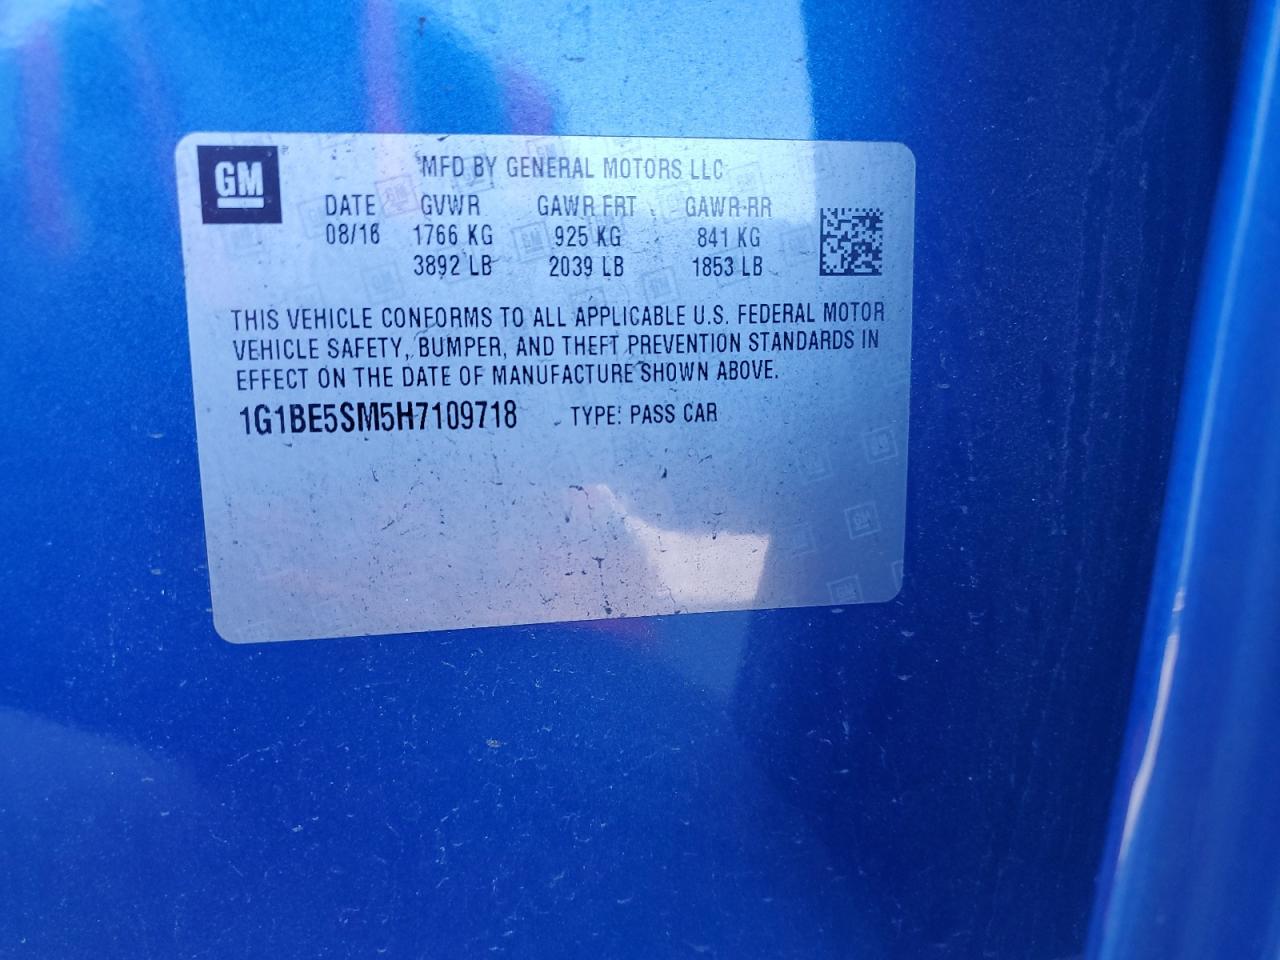 GM
MFD BY GENERAL MOTORS LLC
DATE GVWR GAWR FRT GAWR RR
08/16 1766 KG 925 KG 841 KG
3892 LB 2039 LB 1853 LB
THIS VEHICLE CONFORMS TO ALL APPLICABLE U.S. FEDERAL MOTOR
VEHICLE SAFETY, BUMPER, AND THEFT PREVENTION STANDARDS IN
EFFECT ON THE DATE OF MANUFACTURE SHOWN ABOVE.
1G1BE5SM5H7109718 TYPE: PASS CAR